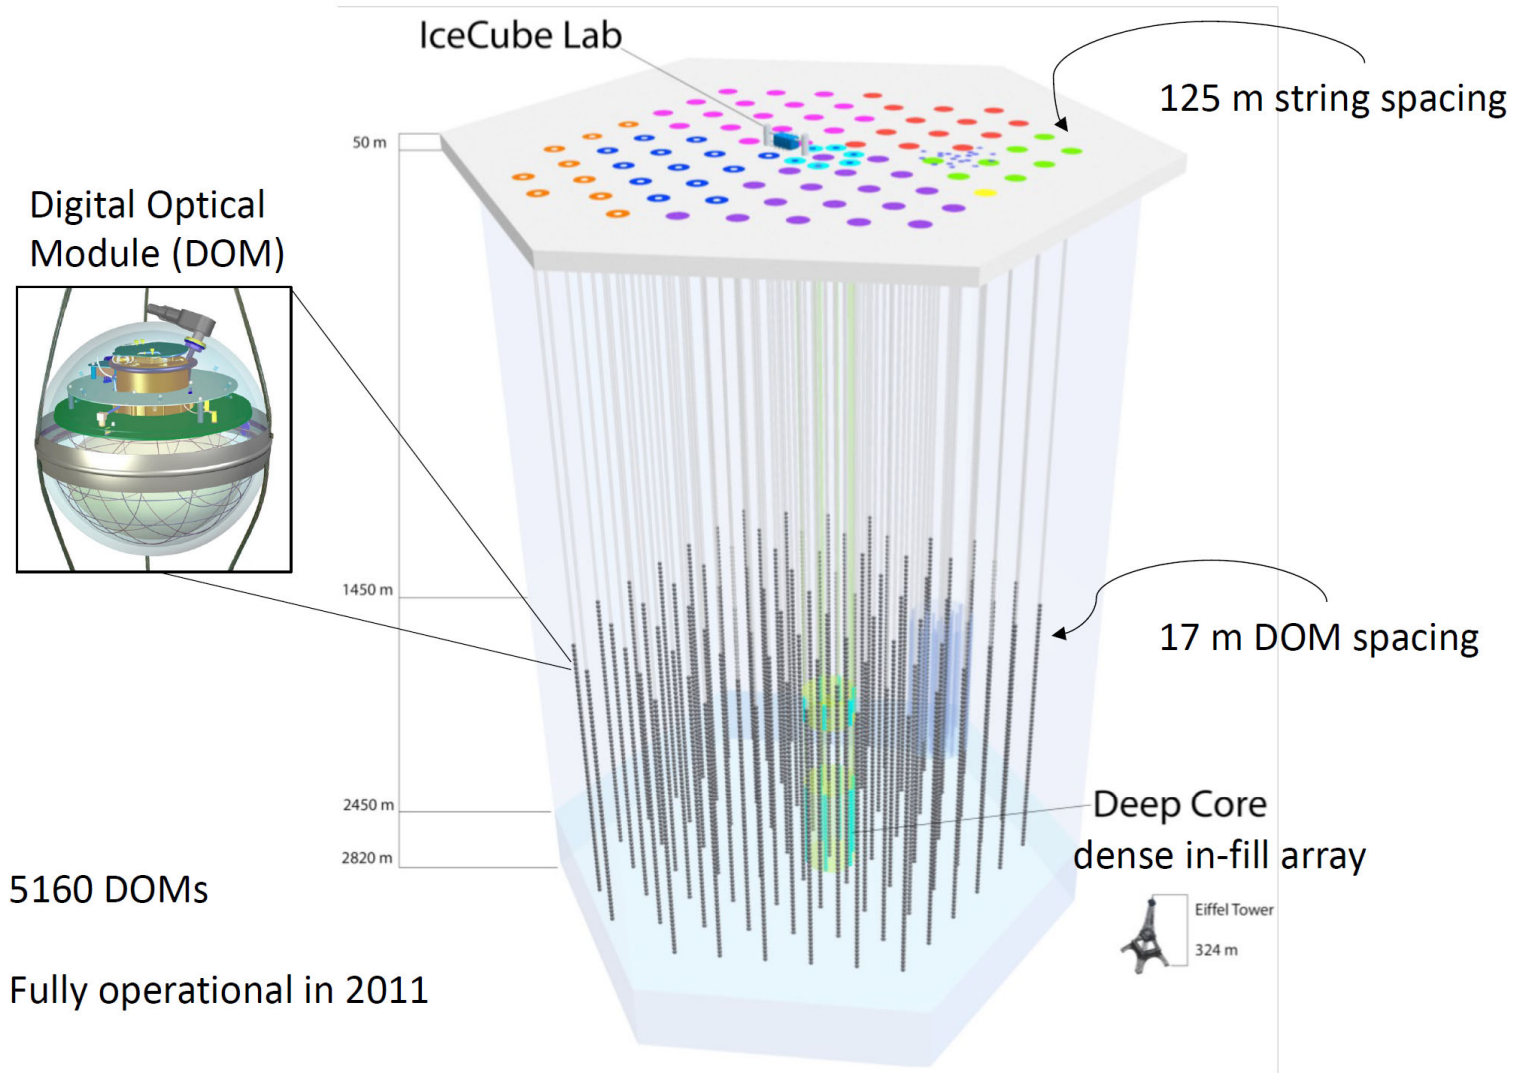 IceCube Lab
125 m string spacing
50 m
Digital Optical
Module (DOM)
1450 m
17 m DOM spacing
2450 m
Deep Core
dense in-fill array
2820 m
5160 DOMs
Eiffel Tower
324 m
Fully operational in 2011